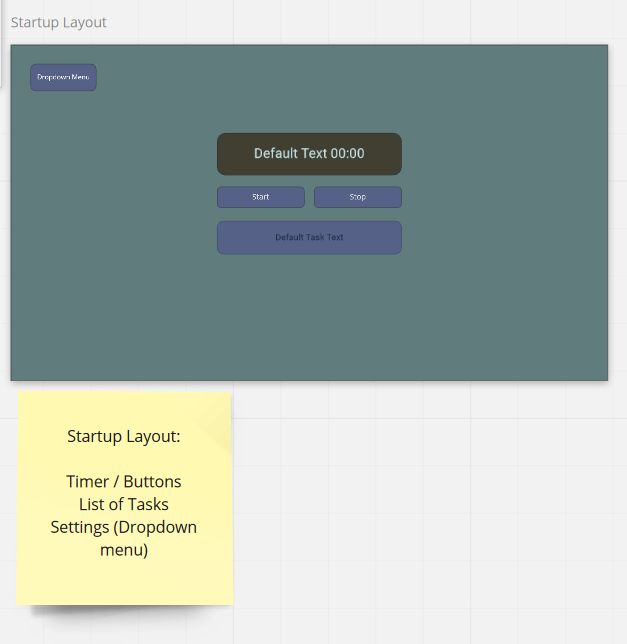 Startup Layout
Dropdown Menu
Default Text 00:00
Start
Stop
Default Task Text
Startup Layout:
Timer / Buttons
List of Tasks
Settings (Dropdown
menu)